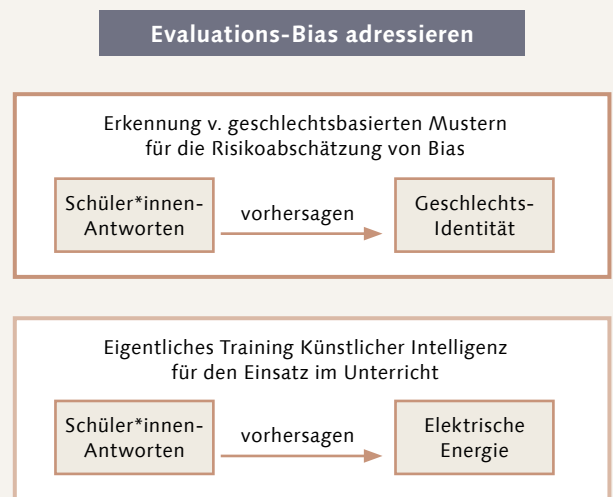 Evaluations-Bias adressieren
Erkennung v. geschlechtsbasierten Mustern
für die Risikoabschätzung von Bias
Schüler*innen-
Antworten
vorhersagen
Geschlechts-
Identität
Eigentliches Training Künstlicher Intelligenz
für den Einsatz im Unterricht
Schüler*innen-
Antworten
vorhersagen
Elektrische
Energie